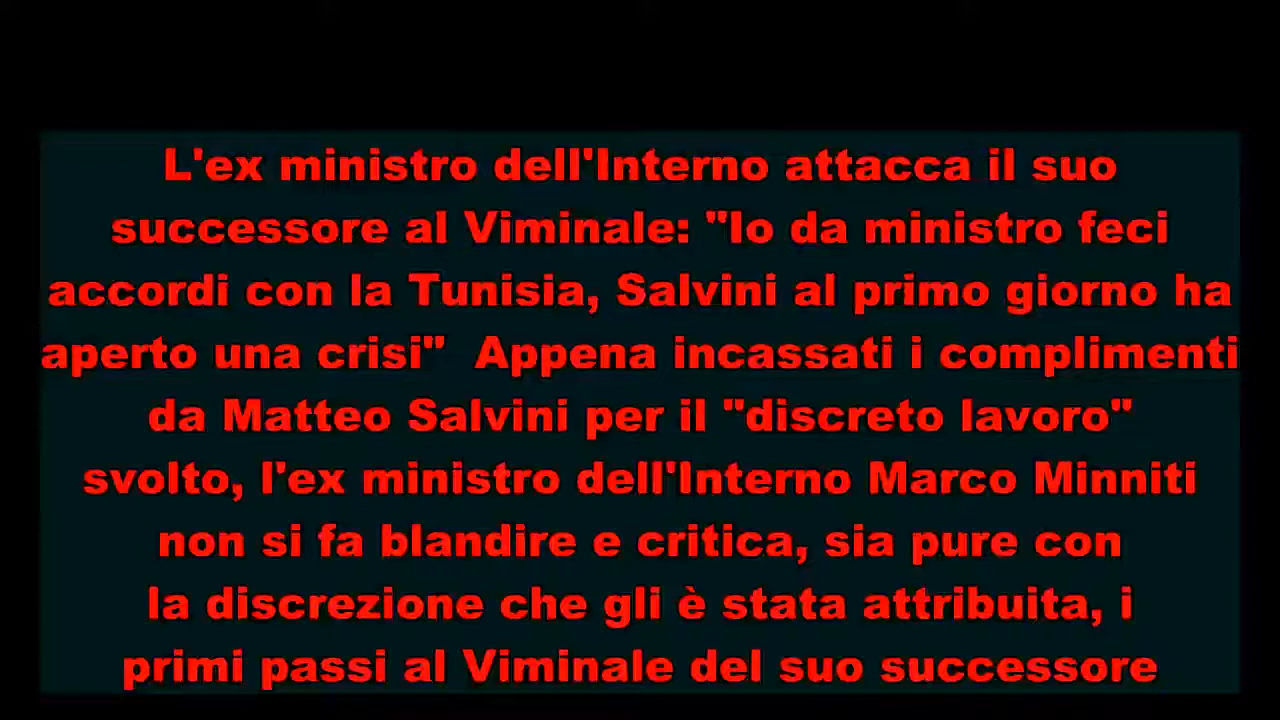 L'ex ministro dell'Interno attacca il suo
successore al Viminale: "Io da ministro feci
accordi con la Tunisia, Salvini al primo giorno ha
aperto una crisi"  Appena incassati i complimenti
da Matteo Salvini per il "discreto lavoro"
svolto, l'ex ministro dell'Interno Marco Minniti
non si fa blandire e critica, sia pure con
la discrezione che gli è stata attribuita, i
primi passi al Viminale del suo successore